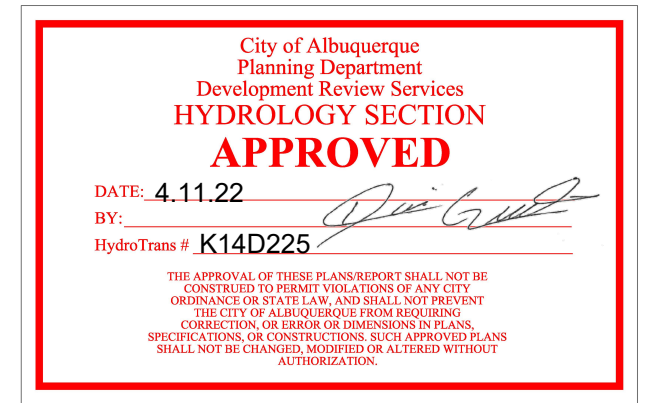 City of Albuquerque
Planning Department
Development Review Services
HYDROLOGY SECTION
APPROVED
DATE: 4.11.22
BY:
HydroTrans # K14D225
THE APPROVAL OF THESE PLANS/REPORT SHALL NOT BE
CONSTRUED TO PERMIT VIOLATIONS OF ANY CITY
ORDINANCE OR STATE LAW, AND SHALL NOT PREVENT
THE CITY OF ALBUQUERQUE FROM REQUIRING
CORRECTION, OR ERROR OR DIMENSIONS IN PLANS,
SPECIFICATIONS, OR CONSTRUCTIONS. SUCH APPROVED PLANS
SHALL NOT BE CHANGED, MODIFIED OR ALTERED WITHOUT
AUTHORIZATION.